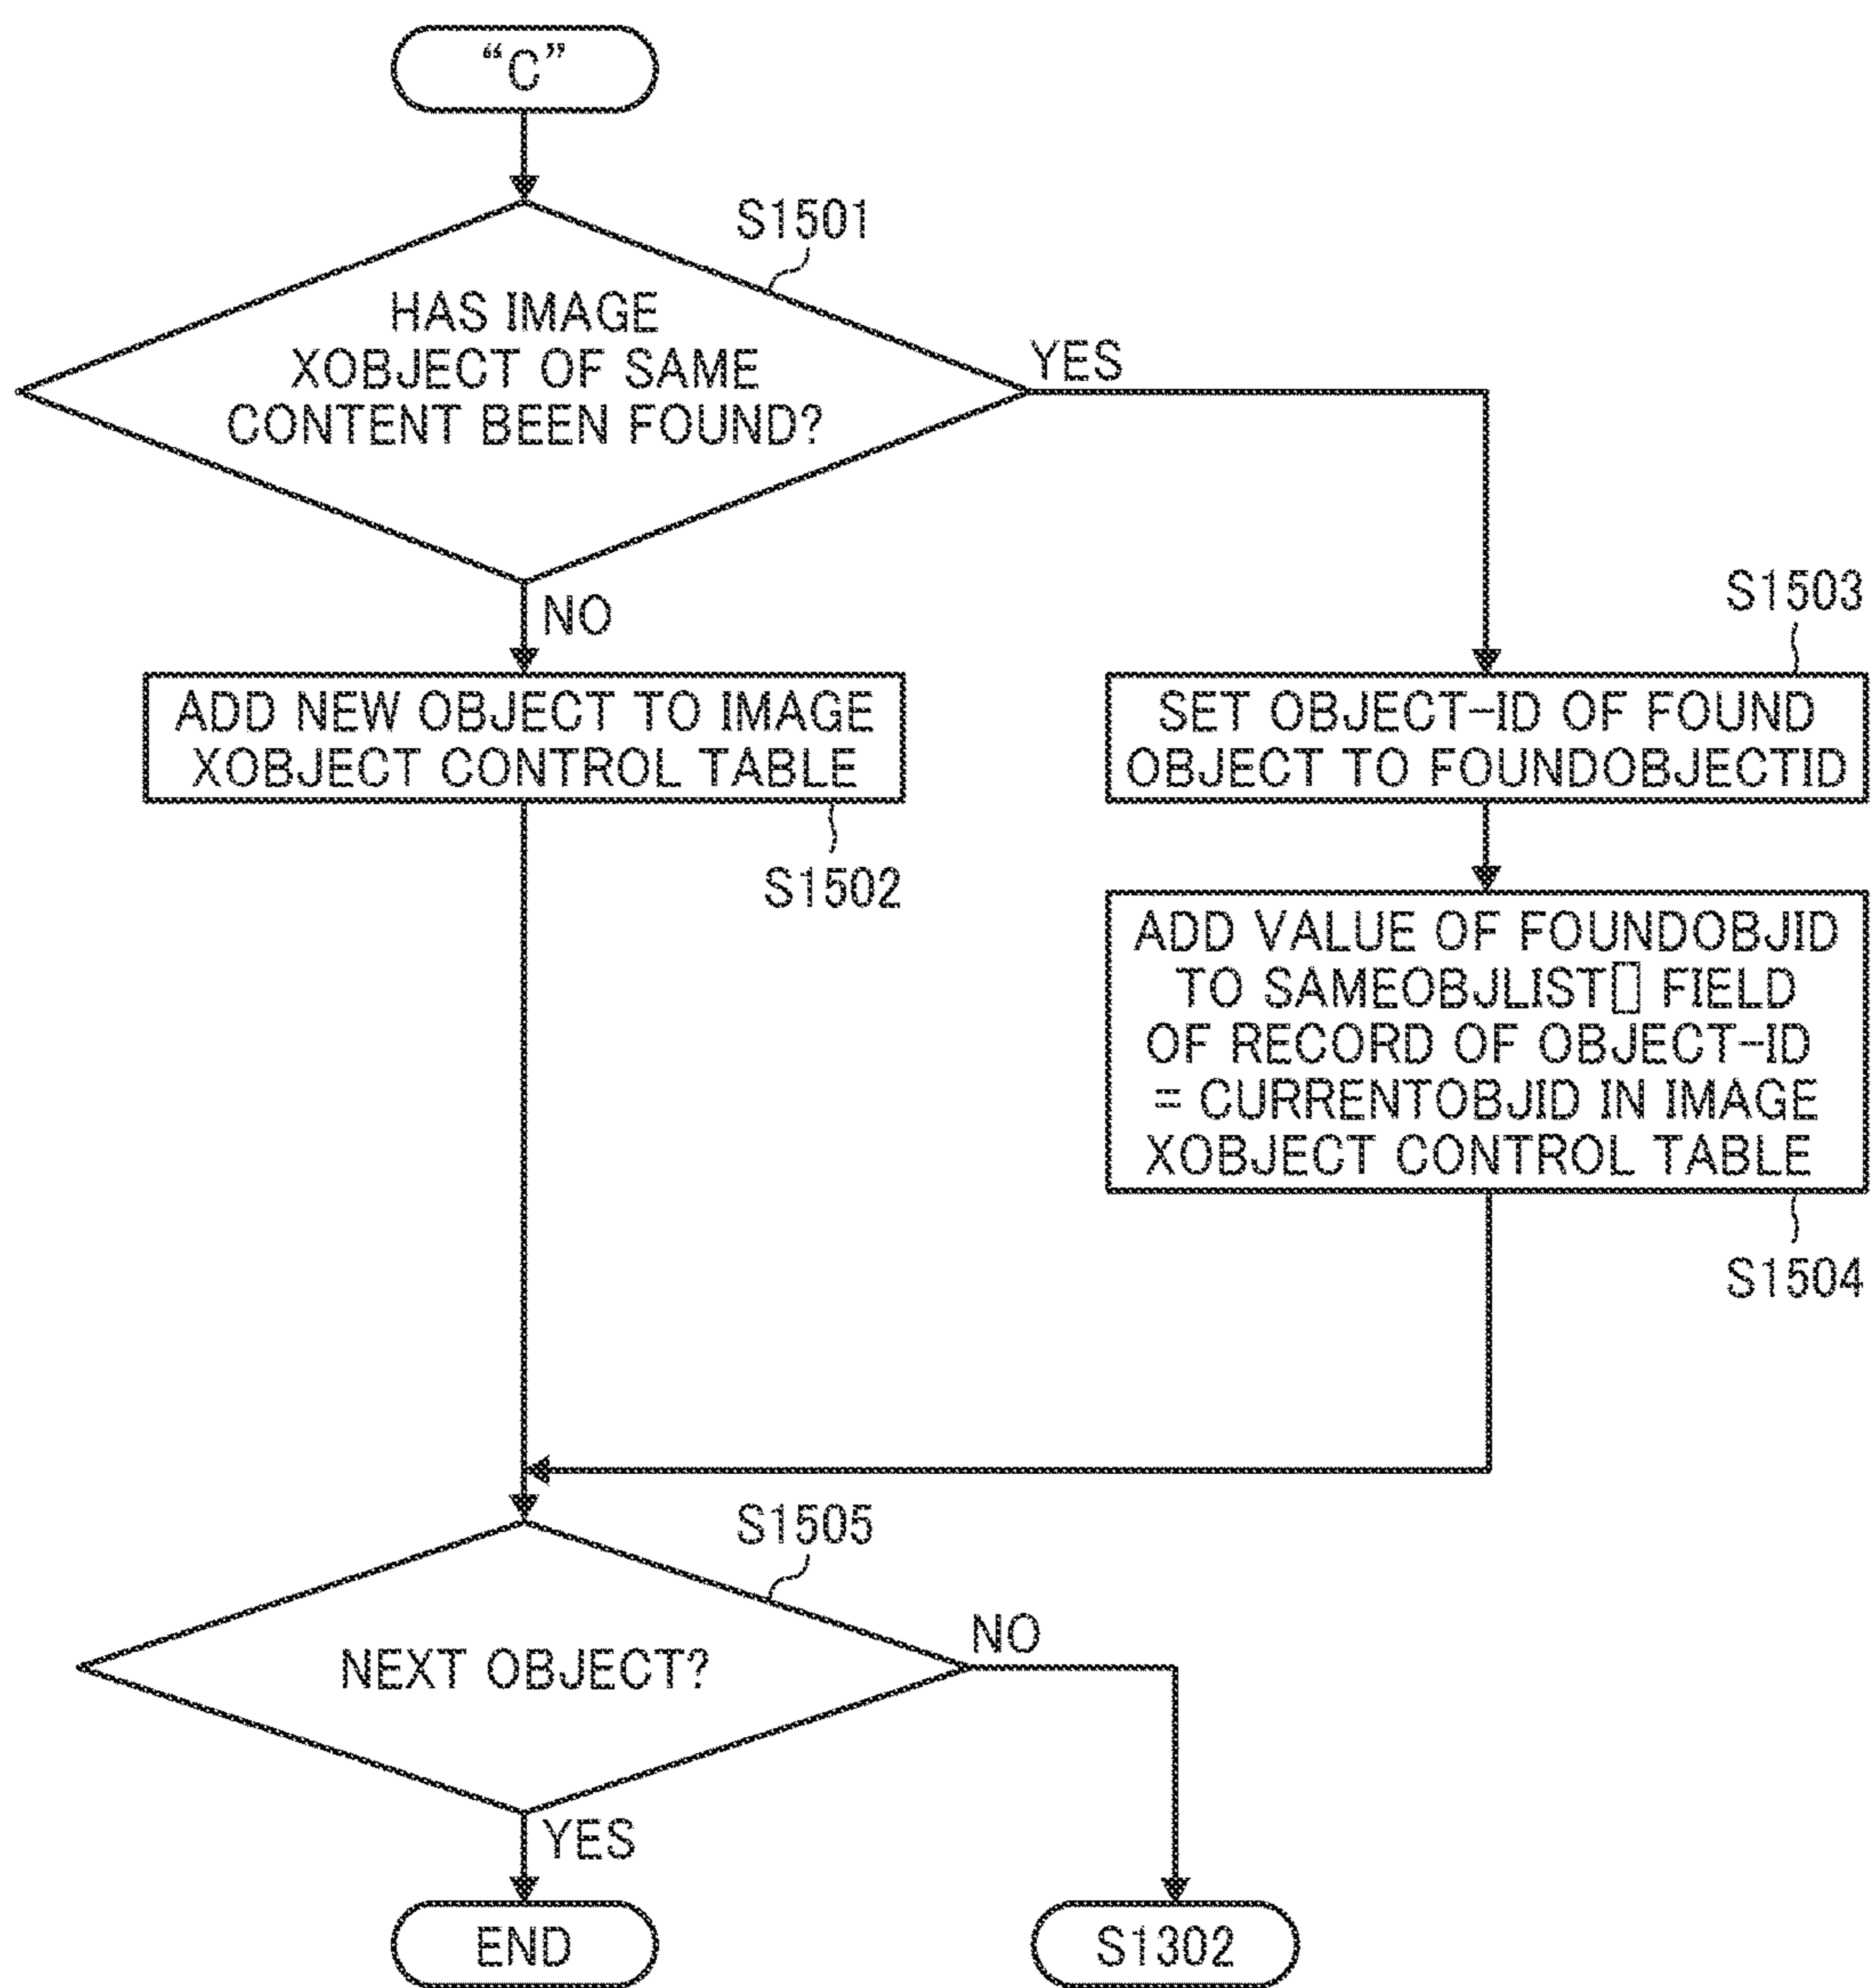 “C”
S1501
HAS IMAGE
XOBJECT OF SAME
CONTENT BEEN FOUND?
YES
NO
S1503
ADD NEW OBJECT TO IMAGE
XOBJECT CONTROL TABLE
S1502
SET OBJECT-ID OF FOUND
OBJECT TO FOUNDOBJECTID
ADD VALUE OF FOUNDOBJID
TO SAMEOBJLIST[] FIELD
OF RECORD OF OBJECT-ID
= CURRENTOBJID IN IMAGE
XOBJECT CONTROL TABLE
S1504
S1505
NEXT OBJECT?
NO
YES
END
S1302